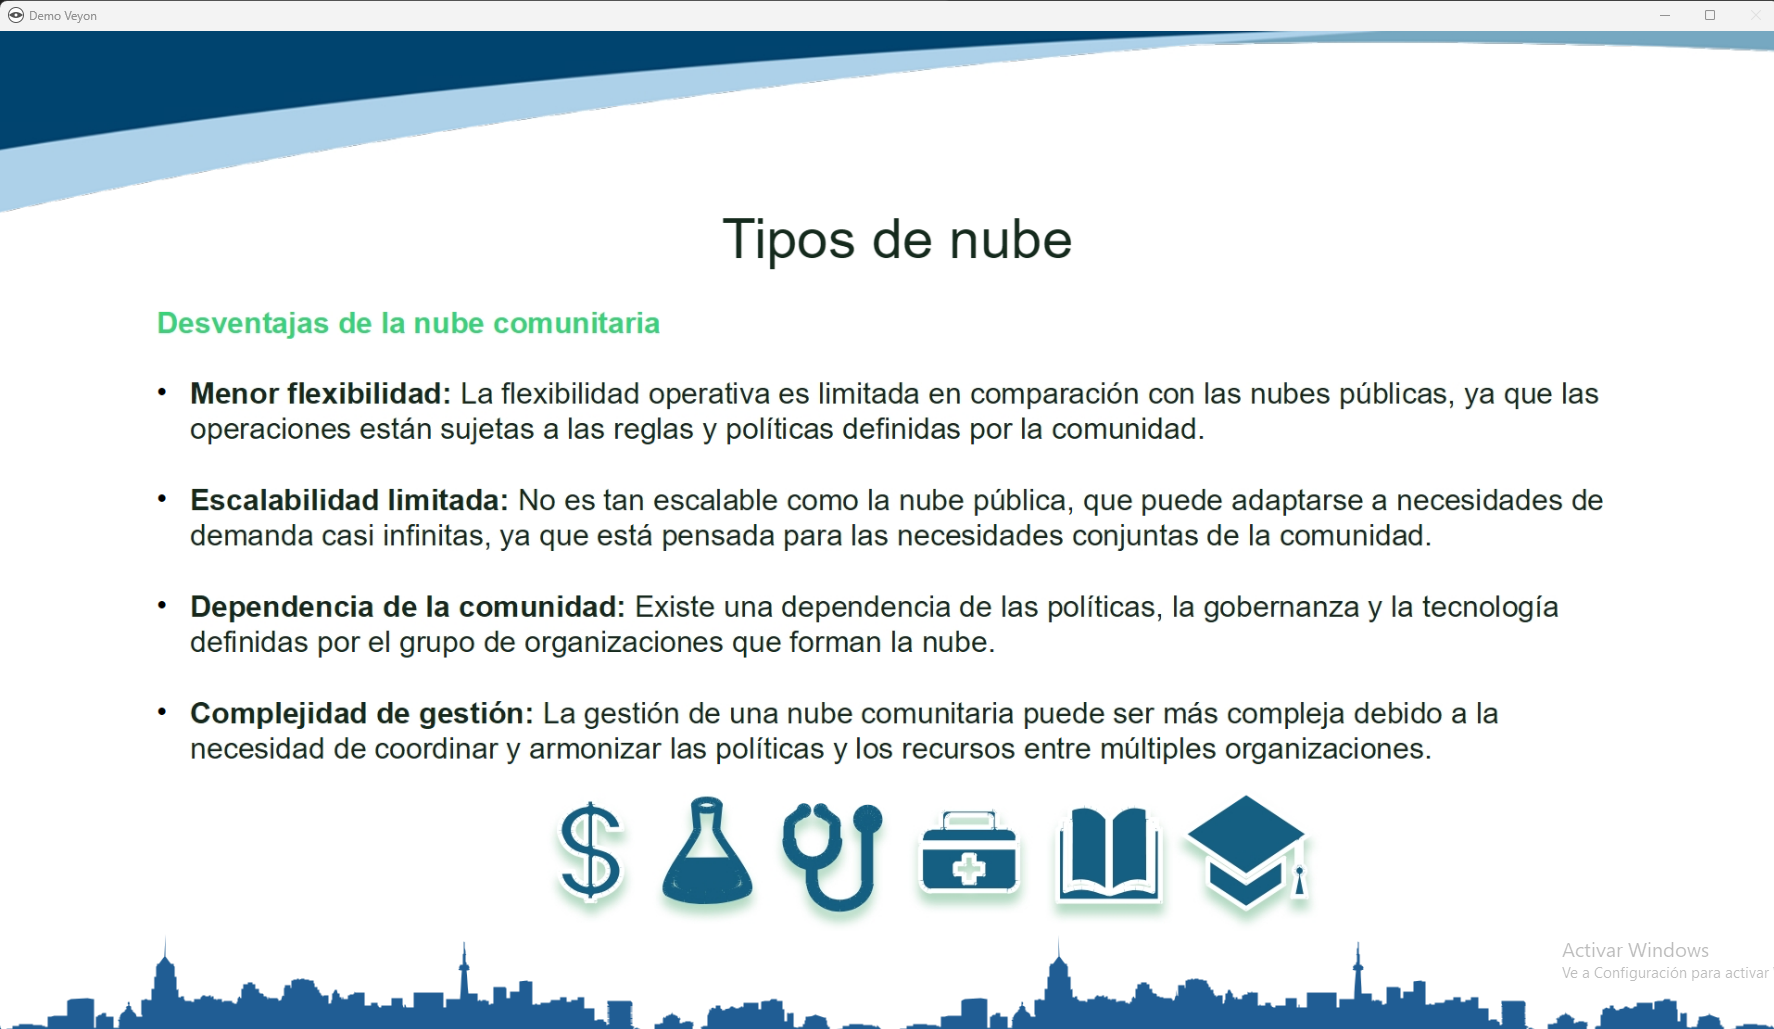 Demo Veyon
Tipos de nube
Desventajas de la nube comunitaria
• Menor flexibilidad: La flexibilidad operativa es limitada en comparación con las nubes públicas, ya que las
operaciones están sujetas a las reglas y políticas definidas por la comunidad.
• Escalabilidad limitada: No es tan escalable como la nube pública, que puede adaptarse a necesidades de
demanda casi infinitas, ya que está pensada para las necesidades conjuntas de la comunidad.
• Dependencia de la comunidad: Existe una dependencia de las políticas, la gobernanza y la tecnología
definidas por el grupo de organizaciones que forman la nube.
• Complejidad de gestión: La gestión de una nube comunitaria puede ser más compleja debido a la
necesidad de coordinar y armonizar las políticas y los recursos entre múltiples organizaciones.
Activar Windows
Ve a Configuración para activar